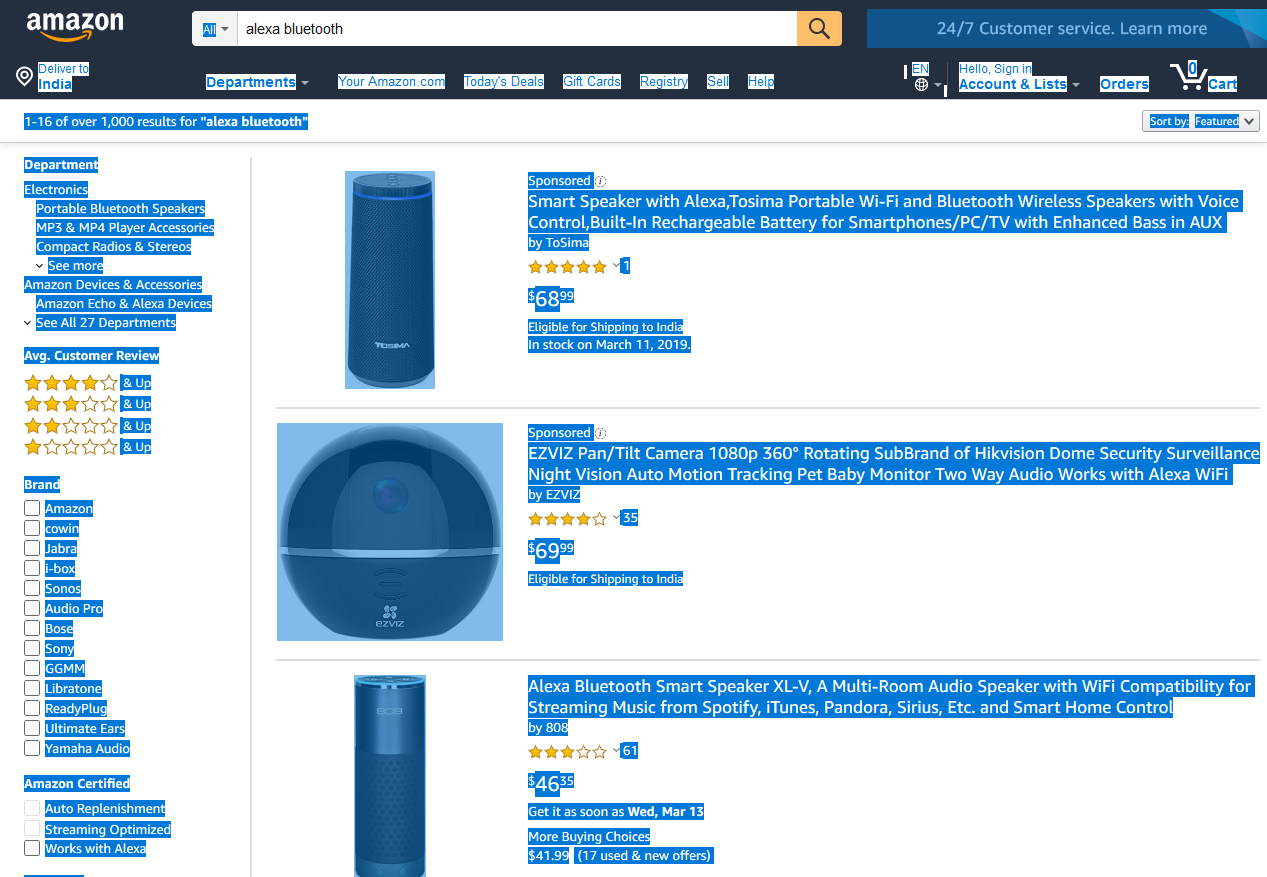 amazon
All
alexa bluetooth
24/7 Customer service. Learn more
Deliver to
India
Departments
Your Amazon.com
Today's Deals
Gift Cards
Registry
Sell
Help
EN
Hello, Sign in
Account & Lists
Orders
0
Cart
1-16 of over 1,000 results for "alexa bluetooth"
Sort by: Featured
Department
Electronics
Portable Bluetooth Speakers
MP3 & MP4 Player Accessories
Compact Radios & Stereos
See more
Amazon Devices & Accessories
Amazon Echo & Alexa Devices
See All 27 Departments
Avg. Customer Review
& Up
& Up
& Up
& Up
Brand
Amazon
cowin
Jabra
i-box
Sonos
Audio Pro
Bose
Sony
GGMM
Libratone
ReadyPlug
Ultimate Ears
Yamaha Audio
Amazon Certified
Auto Replenishment
Streaming Optimized
Works with Alexa
TOSIMA
Sponsored
Smart Speaker with Alexa,Tosima Portable Wi-Fi and Bluetooth Wireless Speakers with Voice
Control,Built-In Rechargeable Battery for Smartphones/PC/TV with Enhanced Bass in AUX
by ToSima
1
$68 99
Eligible for Shipping to India
In stock on March 11, 2019.
ezviz
Sponsored
EZVIZ Pan/Tilt Camera 1080p 360° Rotating SubBrand of Hikvision Dome Security Surveillance
Night Vision Auto Motion Tracking Pet Baby Monitor Two Way Audio Works with Alexa WiFi
by EZVIZ
35
$69 99
Eligible for Shipping to India
808
Alexa Bluetooth Smart Speaker XL-V, A Multi-Room Audio Speaker with WiFi Compatibility for
Streaming Music from Spotify, iTunes, Pandora, Sirius, Etc. and Smart Home Control
by 808
61
$46 35
Get it as soon as Wed, Mar 13
More Buying Choices
$41.99 (17 used & new offers)